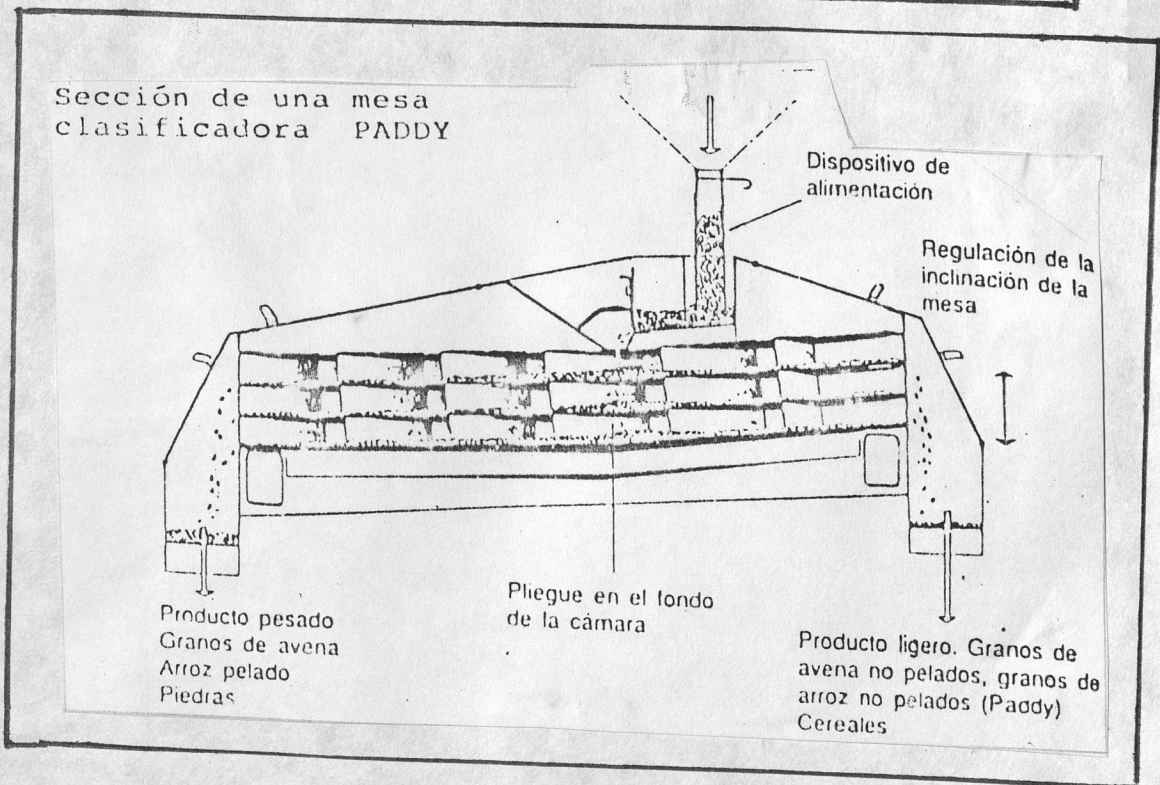 Sección de una mesa
clasificadora PADDY
Dispositivo de
alimentación
Regulación de la
inclinación de la
mesa
Pliegue en el fondo
de la cámara
Producto pesado
Granos de avena
Arroz pelado
Piedras
Producto ligero. Granos de
avena no pelados, granos de
arroz no pelados (Paddy)
Cereales